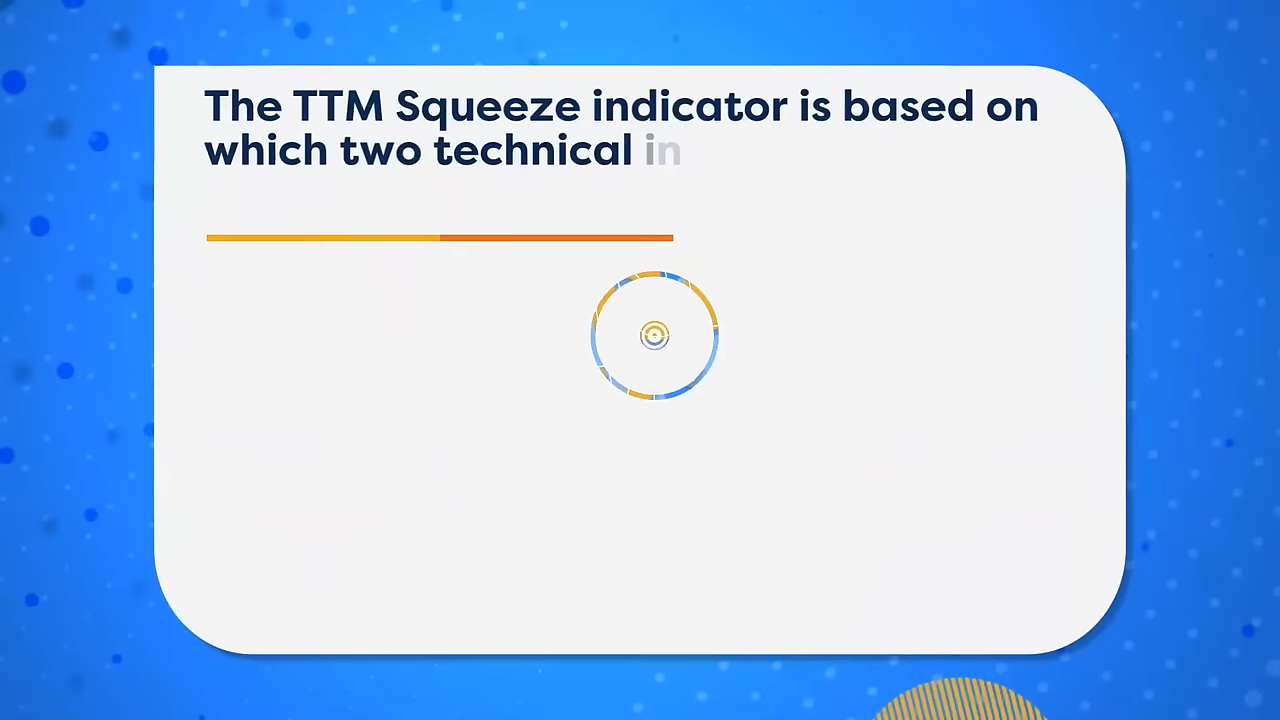 The TTM Squeeze indicator is based on
which two technical in